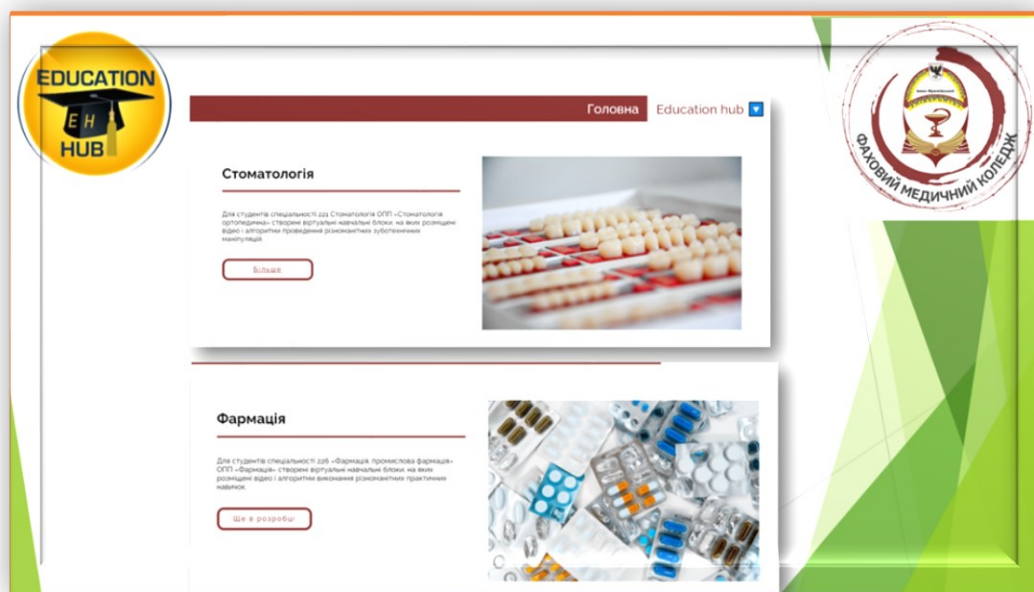 EDUCATION
EH
HUB
ФАХОВИЙ МЕДИЧНИЙ КОЛЕДЖ
Головна
Education hub
Стоматологія
Для студентів спеціальності 221 Стоматологія ОПП «Стоматологія
ортопедична» створені віртуальні навчальні блоки, на яких розміщені
відео і алгоритми проведення різноманітних зуботехнічних
маніпуляцій.
Більше
Фармація
Для студентів спеціальності 226 «Фармація, промислова фармація»
ОПП «Фармація» створені віртуальні навчальні блоки, на яких
розміщені відео і алгоритми виконання різноманітних практичних
навичок.
Ще в розробці